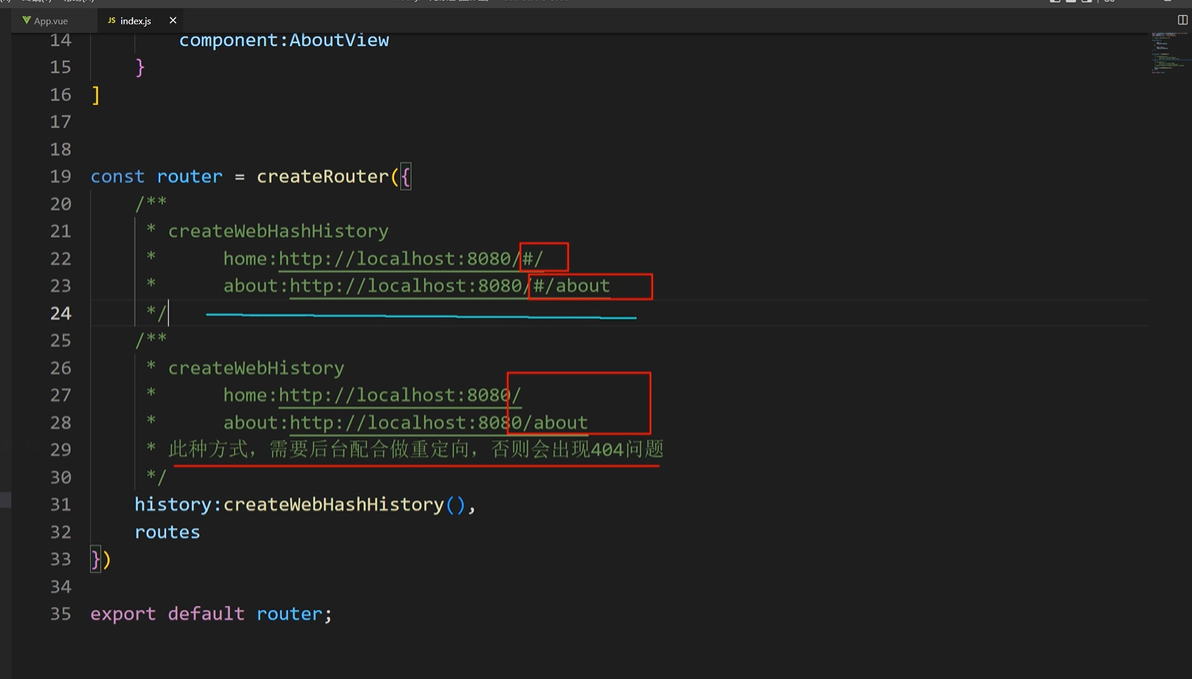 App.vue
JS index.js ×
14 component:AboutView
15 }
16 ]
17
18
19 const router = createRouter({
20 /**
21 * createWebHashHistory
22 * home:http://localhost:8080/#/
23 * about:http://localhost:8080/#/about
24 */
25 /**
26 * createWebHistory
27 * home:http://localhost:8080/
28 * about:http://localhost:8080/about
29 * 此种方式，需要后台配合做重定向，否则会出现404问题
30 */
31 history:createWebHashHistory(),
32 routes
33 })
34
35 export default router;